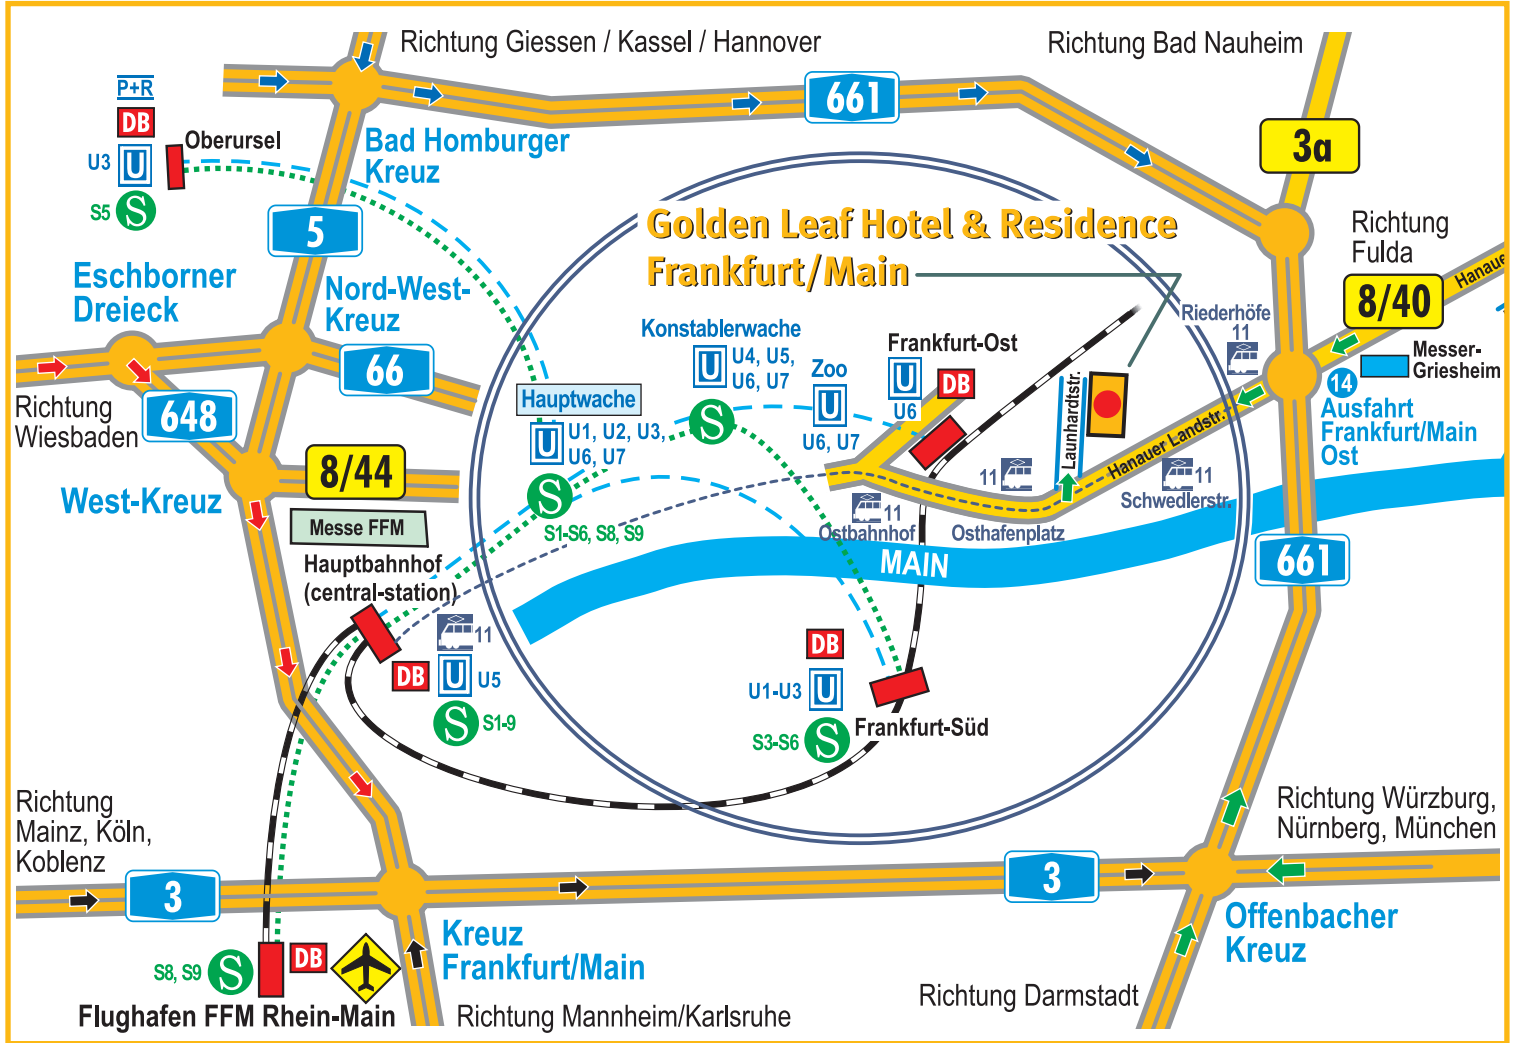 Richtung Giessen / Kassel / Hannover
Richtung Bad Nauheim
P+R
DB
U3
U
S5
S
Oberursel
Bad Homburger
Kreuz
661
3a
5
Golden Leaf Hotel & Residence
Frankfurt/Main
Richtung
Fulda
8/40
Hanauer
Eschborner
Dreieck
Nord-West-
Kreuz
66
648
Richtung
Wiesbaden
Konstablerwache
U
U4, U5,
U6, U7
S
Zoo
U
U6, U7
Frankfurt-Ost
U
U6
DB
Riederhöfe
11
Messer-
Griesheim
14
Ausfahrt
Frankfurt/Main
Ost
Launhardtstr.
Hanauer Landstr.
Hauptwache
U
U1, U2, U3,
U6, U7
S
S1-S6, S8, S9
West-Kreuz
8/44
Messe FFM
11
11
Schwedlerstr.
11
Ostbahnhof
Osthafenplatz
MAIN
661
Hauptbahnhof
(central-station)
11
DB
U
U5
S
S1-9
DB
U1-U3
U
S3-S6
S
Frankfurt-Süd
Richtung
Mainz, Köln,
Koblenz
3
3
Richtung Würzburg,
Nürnberg, München
Kreuz
Frankfurt/Main
Offenbacher
Kreuz
S8, S9
S
DB
Flughafen FFM Rhein-Main
Richtung Mannheim/Karlsruhe
Richtung Darmstadt